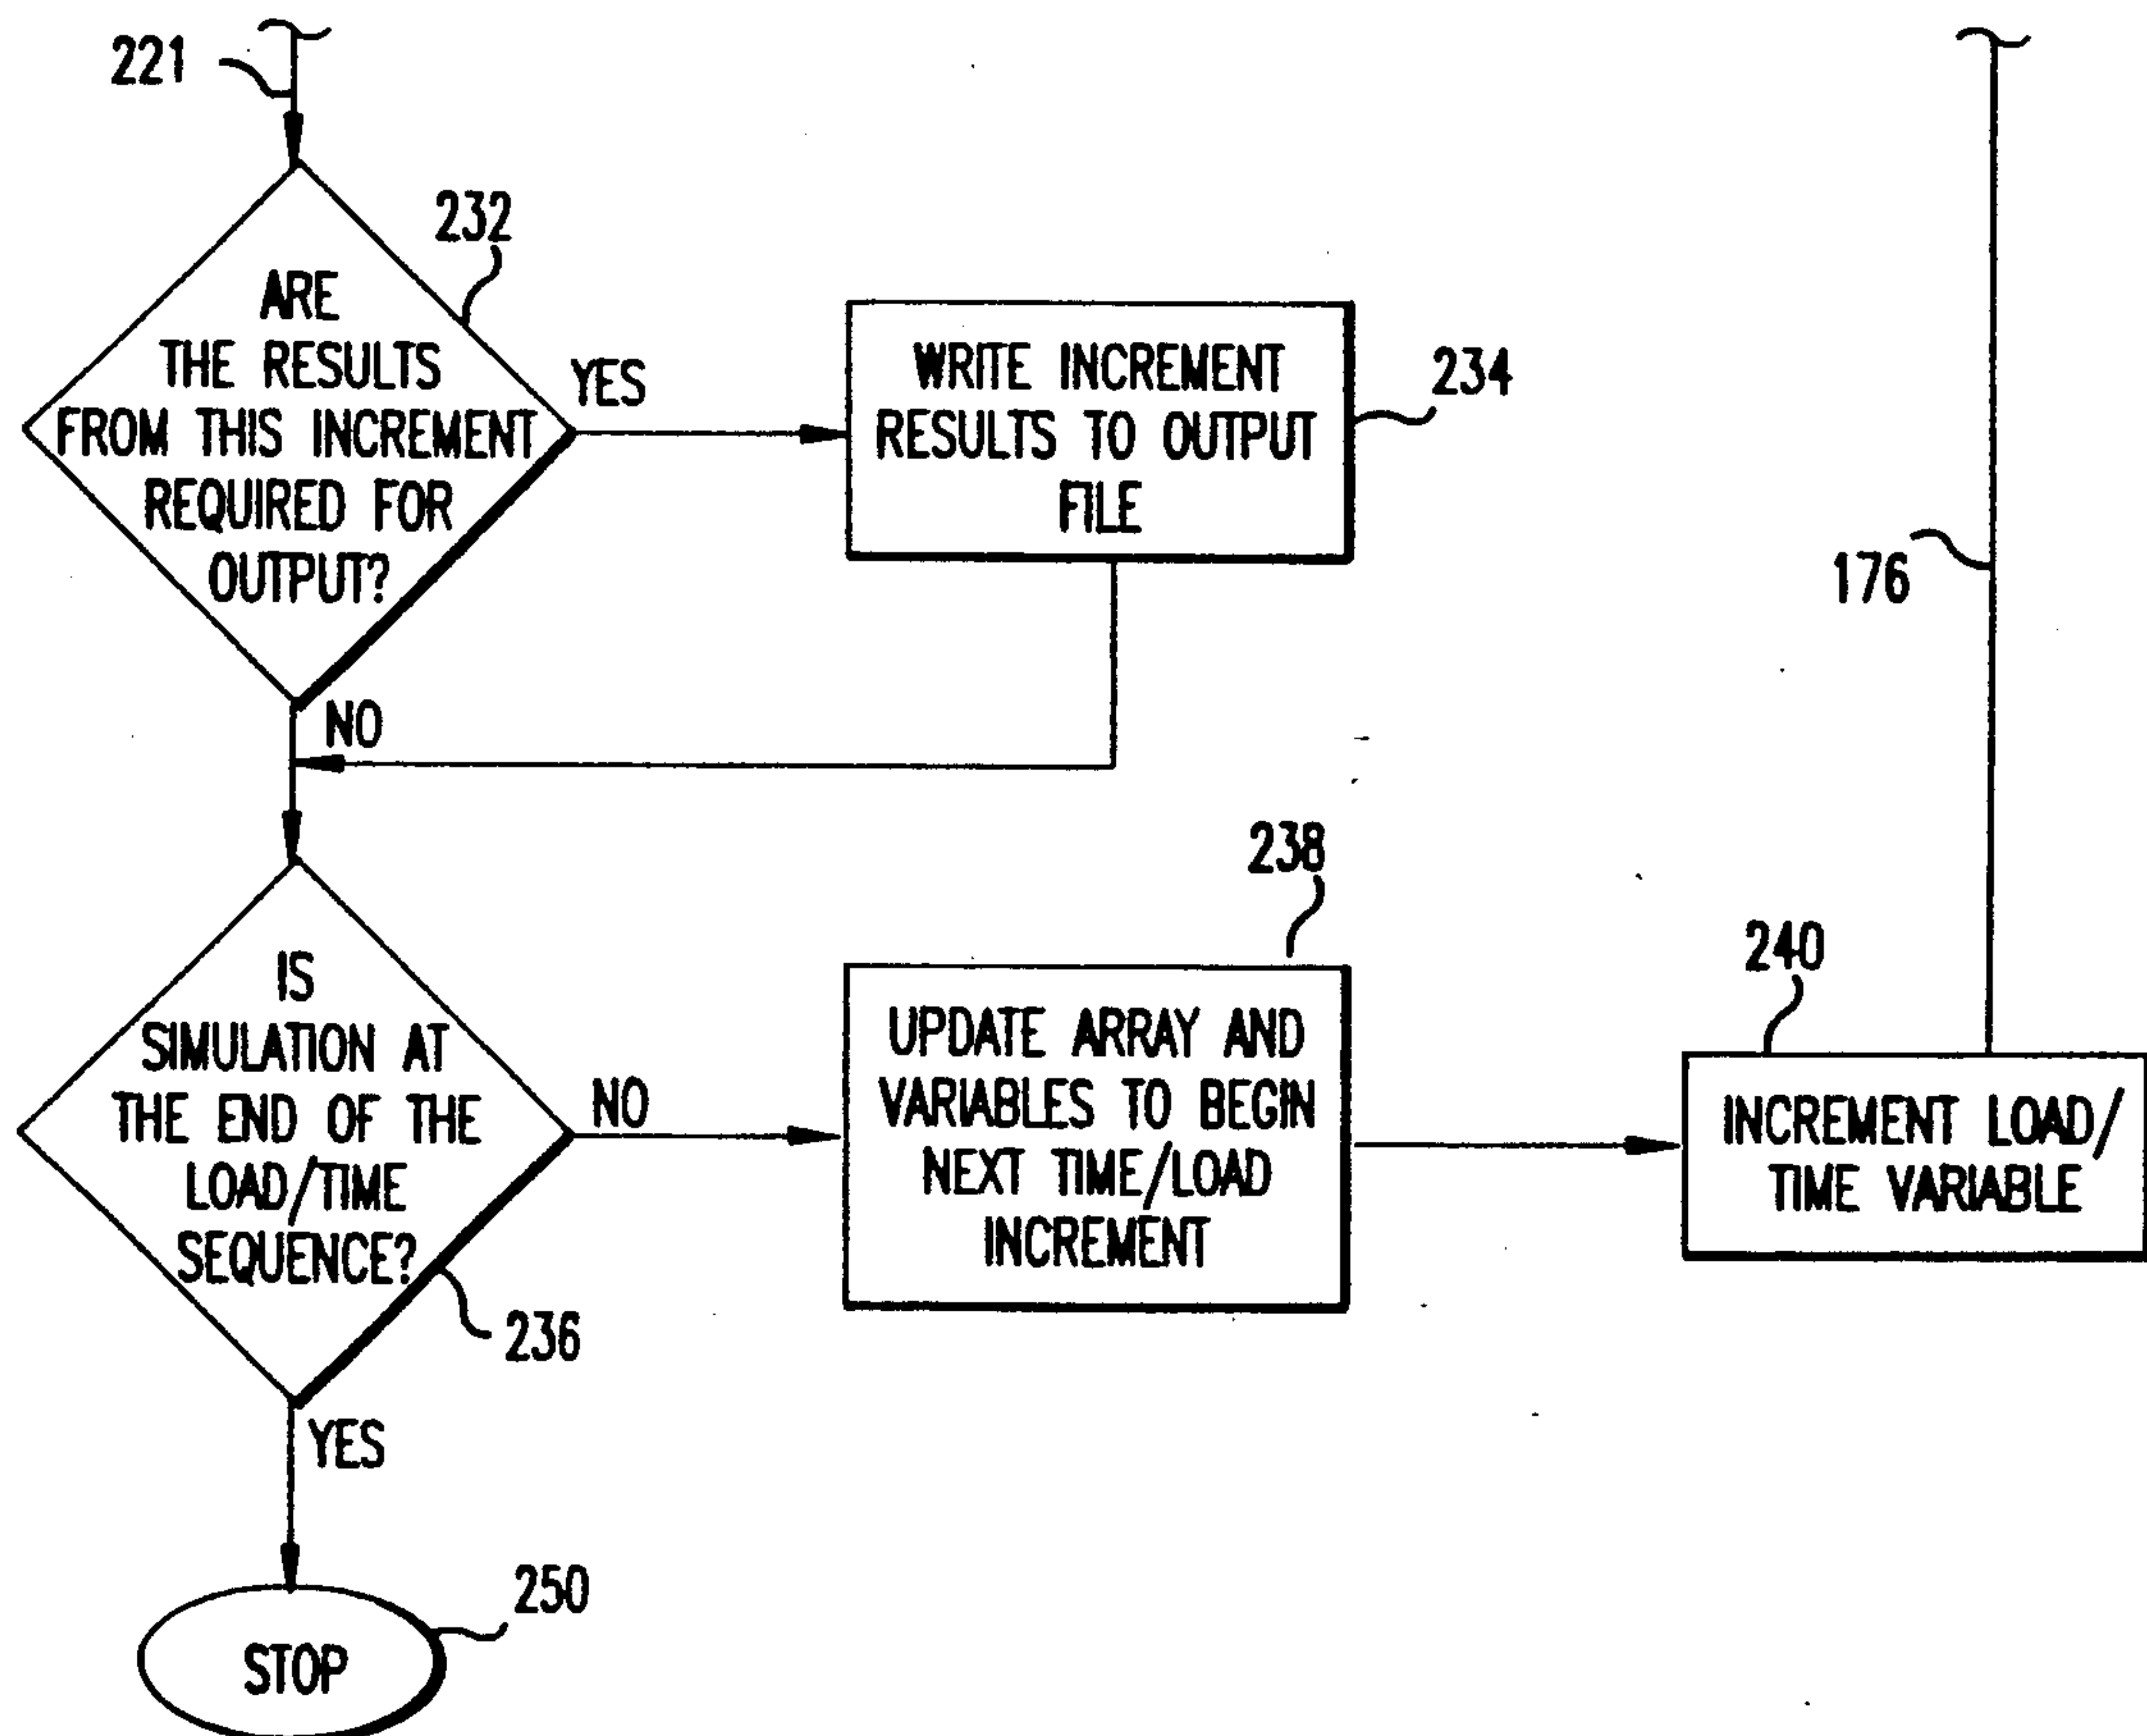 221
232
ARE
THE RESULTS
FROM THIS INCREMENT
REQUIRED FOR
OUTPUT?
YES
WRITE INCREMENT
RESULTS TO OUTPUT
FILE
234
176
NO
IS
SIMULATION AT
THE END OF THE
LOAD/TIME
SEQUENCE?
236
NO
238
UPDATE ARRAY AND
VARIABLES TO BEGIN
NEXT TIME/LOAD
INCREMENT
240
INCREMENT LOAD/
TIME VARIABLE
YES
250
STOP